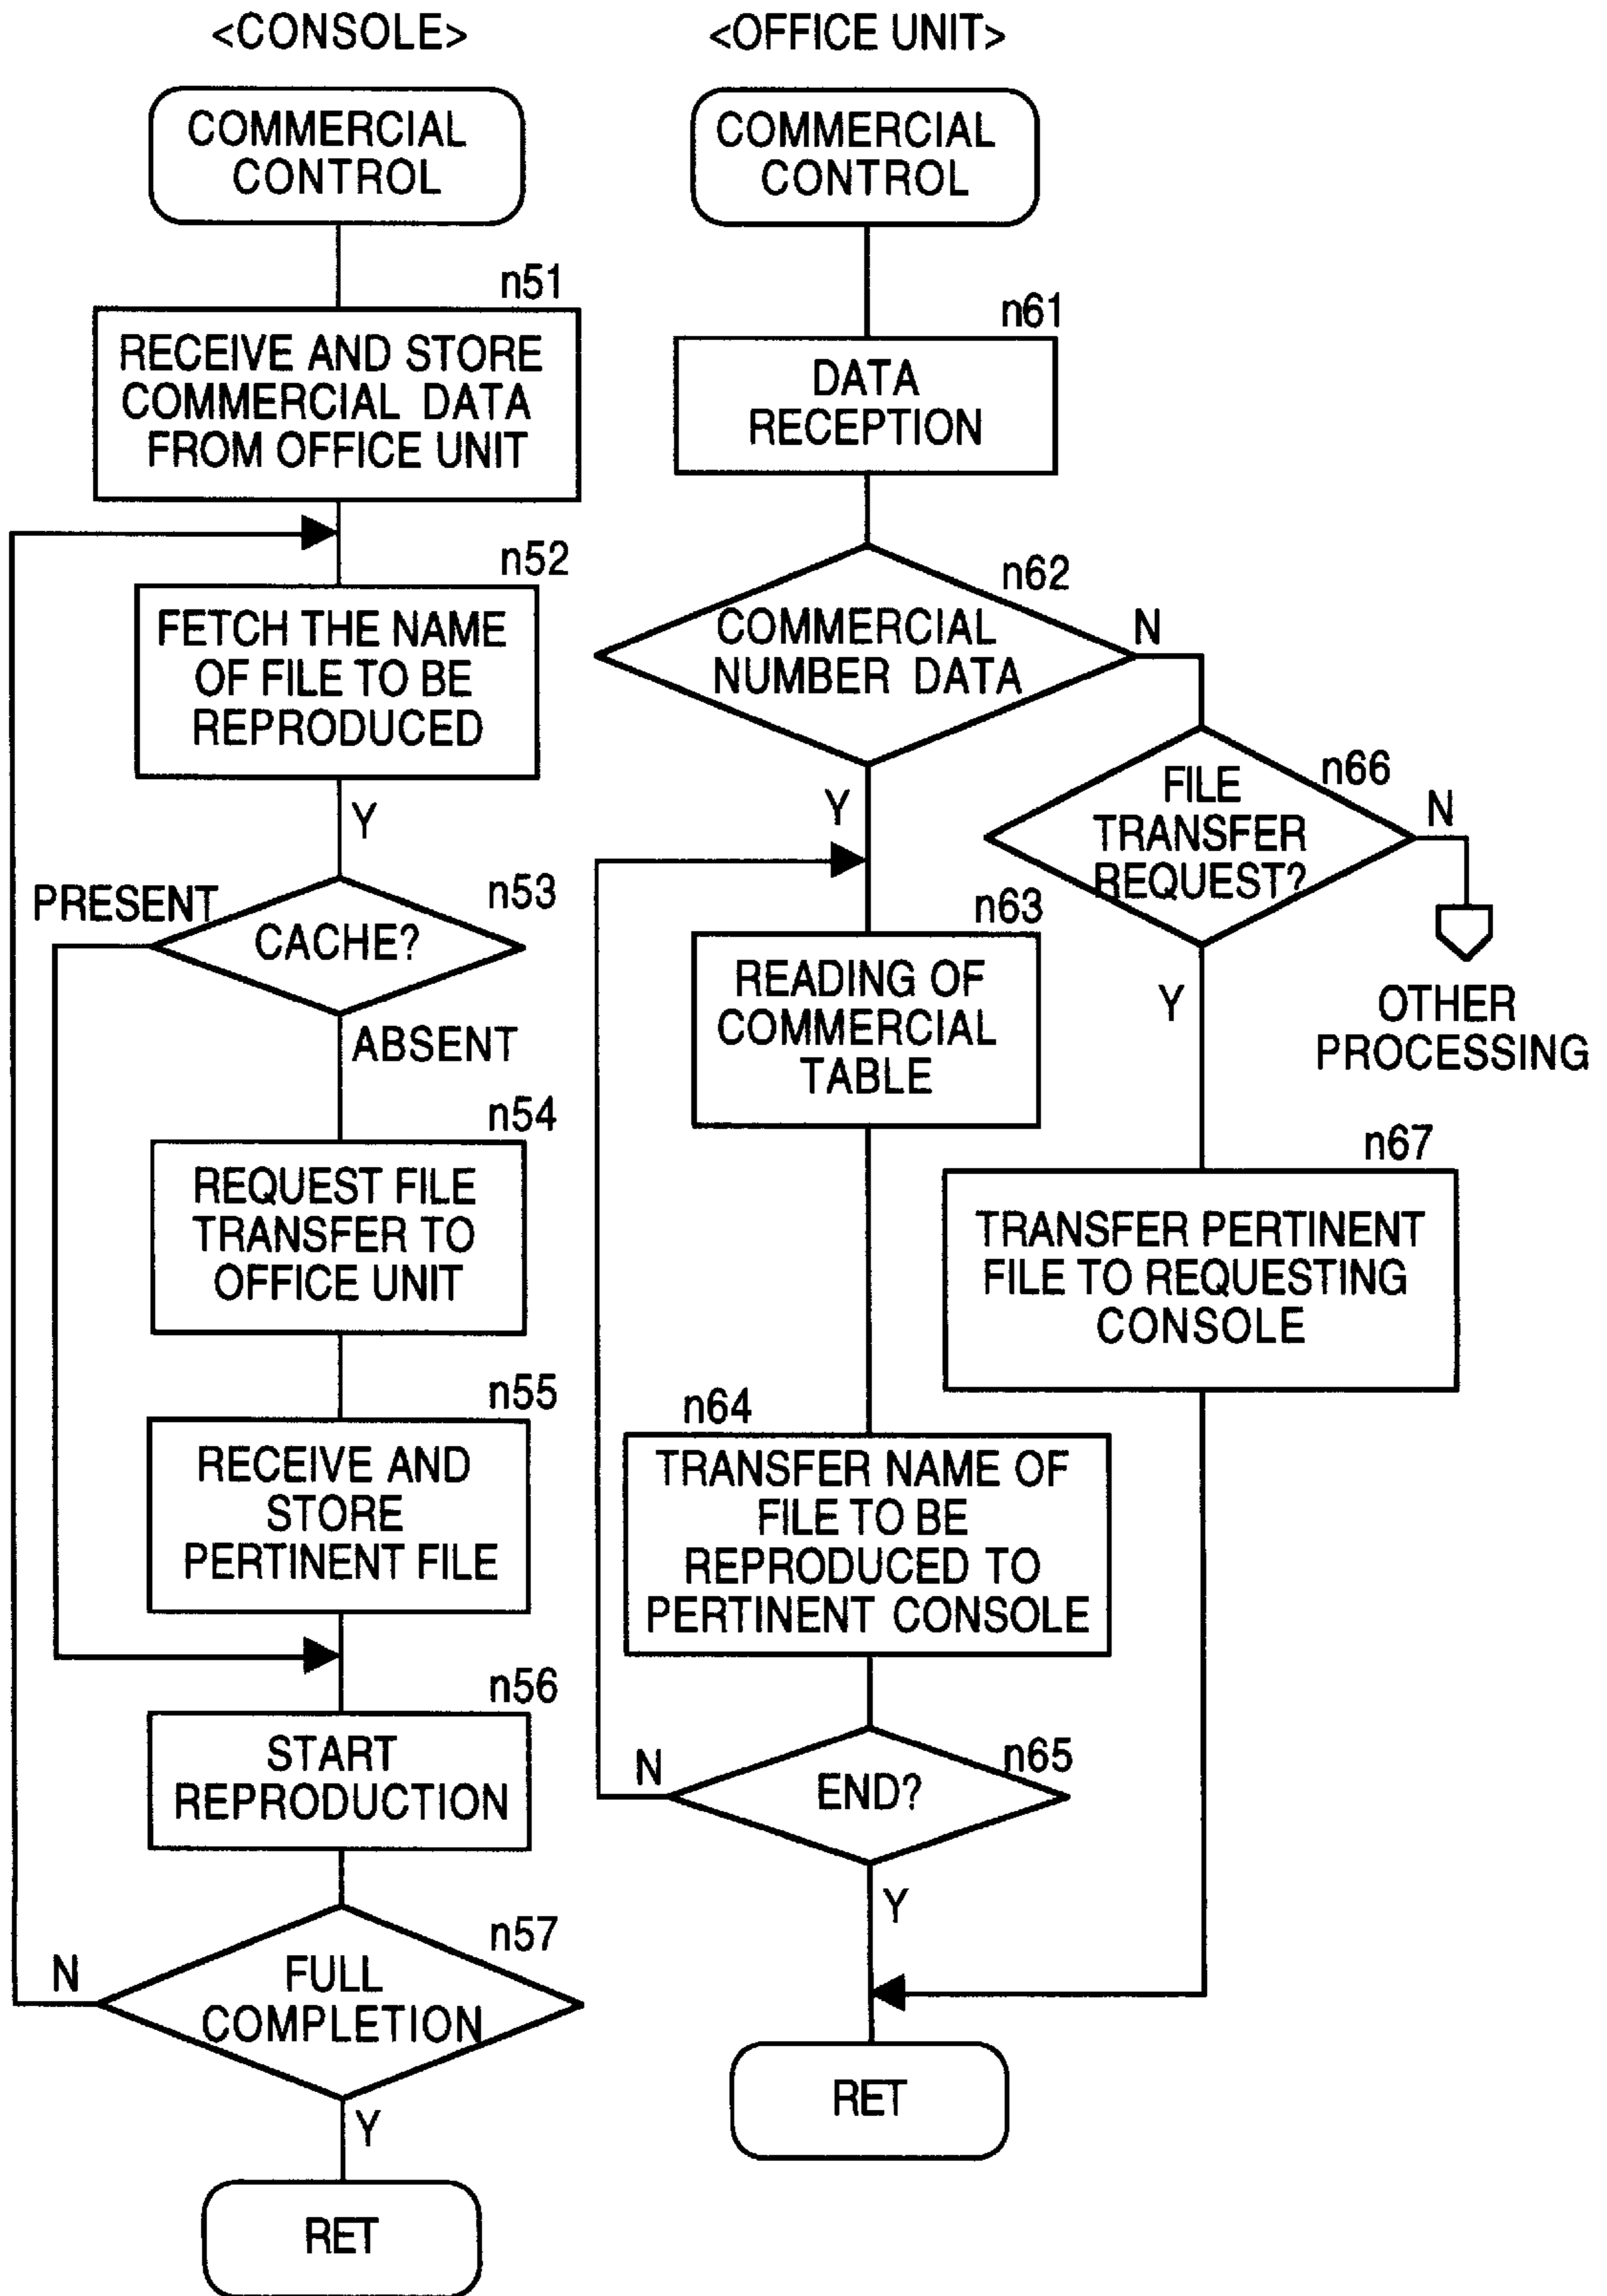 <CONSOLE>
COMMERCIAL
CONTROL
n51
RECEIVE AND STORE
COMMERCIAL DATA
FROM OFFICE UNIT
n52
FETCH THE NAME
OF FILE TO BE
REPRODUCED
Y
n53
PRESENT
CACHE?
ABSENT
n54
REQUEST FILE
TRANSFER TO
OFFICE UNIT
n55
RECEIVE AND
STORE
PERTINENT FILE
n56
START
REPRODUCTION
n57
N
FULL
COMPLETION
Y
RET
<OFFICE UNIT>
COMMERCIAL
CONTROL
n61
DATA
RECEPTION
n62
COMMERCIAL
NUMBER DATA
N
Y
n63
READING OF
COMMERCIAL
TABLE
n64
TRANSFER NAME OF
FILE TO BE
REPRODUCED TO
PERTINENT CONSOLE
n65
N
END?
Y
RET
n66
FILE
TRANSFER
REQUEST?
N
OTHER
PROCESSING
Y
n67
TRANSFER PERTINENT
FILE TO REQUESTING
CONSOLE